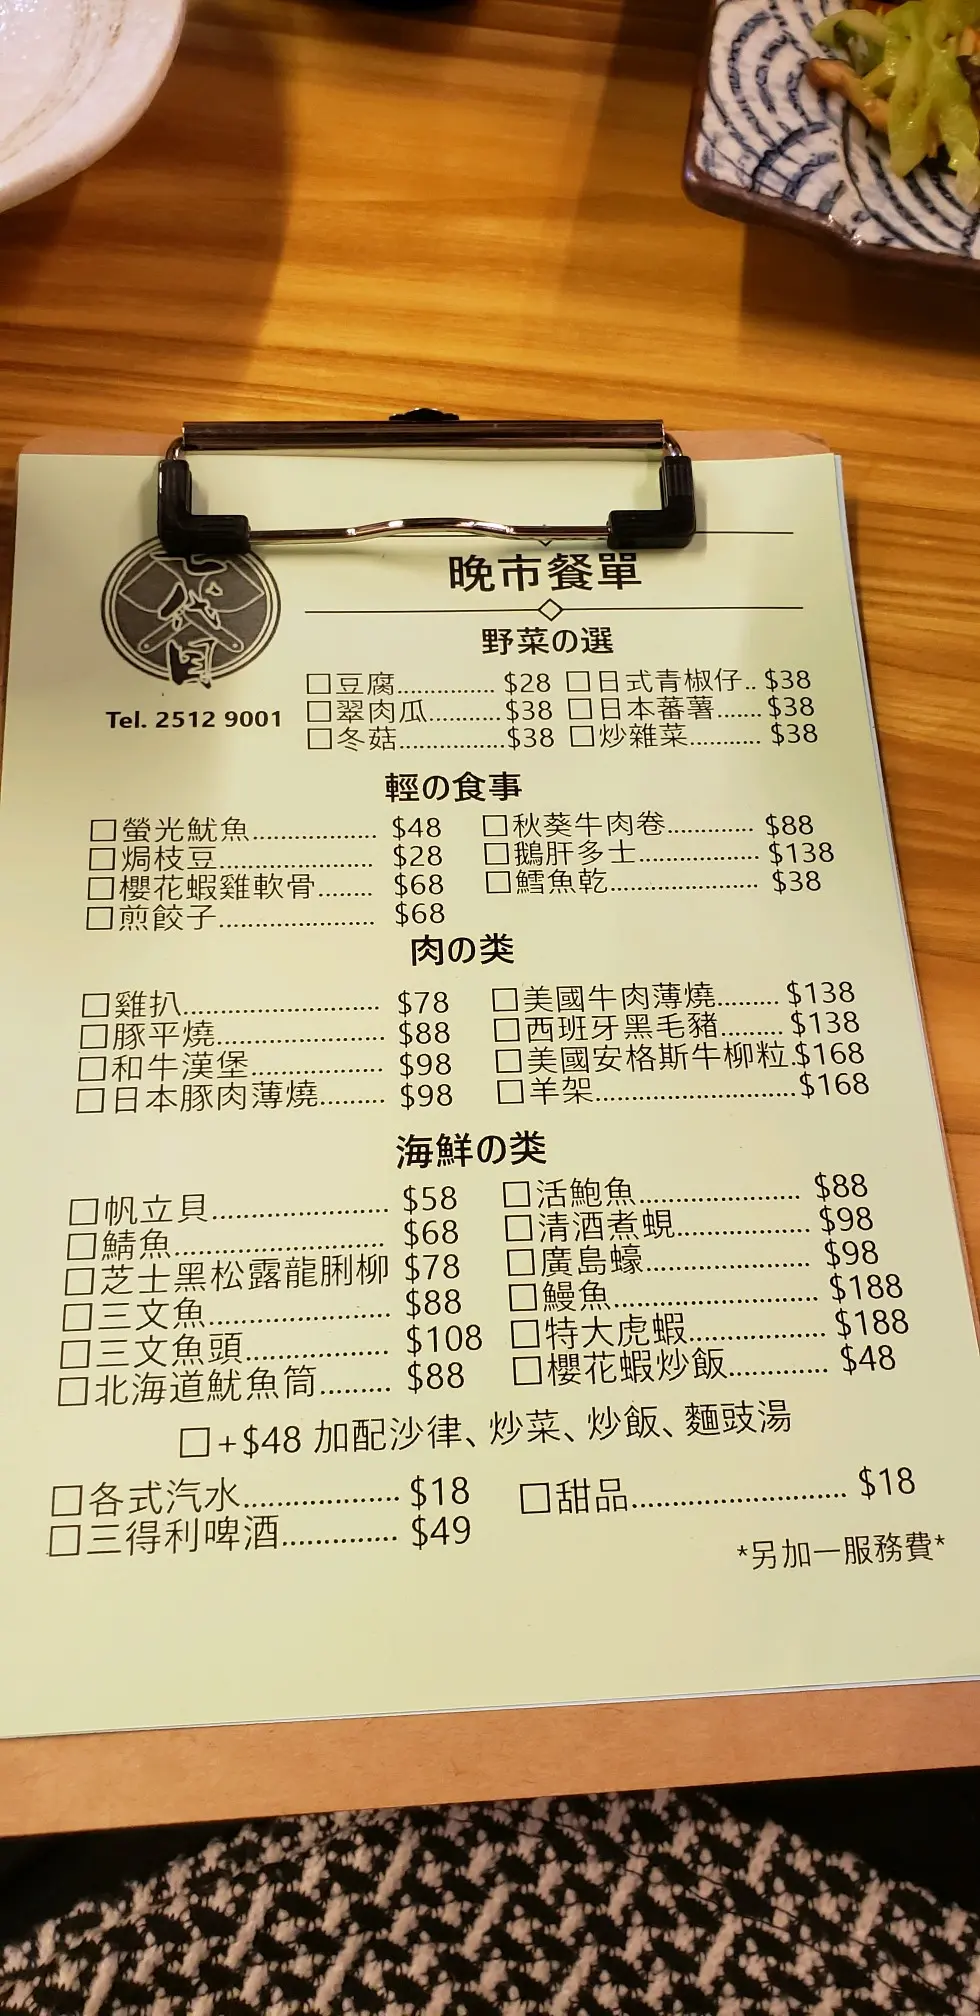 晚市餐單
七代目
Tel. 2512 9001
野菜の選
□豆腐............... $28 □日式青椒仔.. $38
□翠肉瓜...........$38 □日本蕃薯....... $38
□冬菇................$38 □炒雜菜........... $38
輕の食事
□螢光魷魚................... $48 □秋葵牛肉卷............. $88
□焗枝豆....................... $28 □鵝肝多士.................. $138
□櫻花蝦雞軟骨........ $68 □鱈魚乾...................... $38
□煎餃子....................... $68
肉の类
□雞扒............................. $78 □美國牛肉薄燒......... $138
□豚平燒........................ $88 □西班牙黑毛豬......... $138
□和牛漢堡................... $98 □美國安格斯牛柳粒.$168
□日本豚肉薄燒......... $98 □羊架..............................$168
海鮮の类
□帆立貝....................... $58 □活鮑魚..................... $88
□鯖魚........................... $68 □清酒煮蜆................. $98
□芝士黑松露龍脷柳 $78 □廣島蠔...................... $98
□三文魚....................... $88 □鰻魚........................... $188
□三文魚頭.................. $108 □特大虎蝦................. $188
□北海道魷魚筒......... $88 □櫻花蝦炒飯............ $48
□+$48 加配沙律、炒菜、炒飯、麵豉湯
□各式汽水.................... $18 □甜品............................ $18
□三得利啤酒............... $49
*另加一服務費*